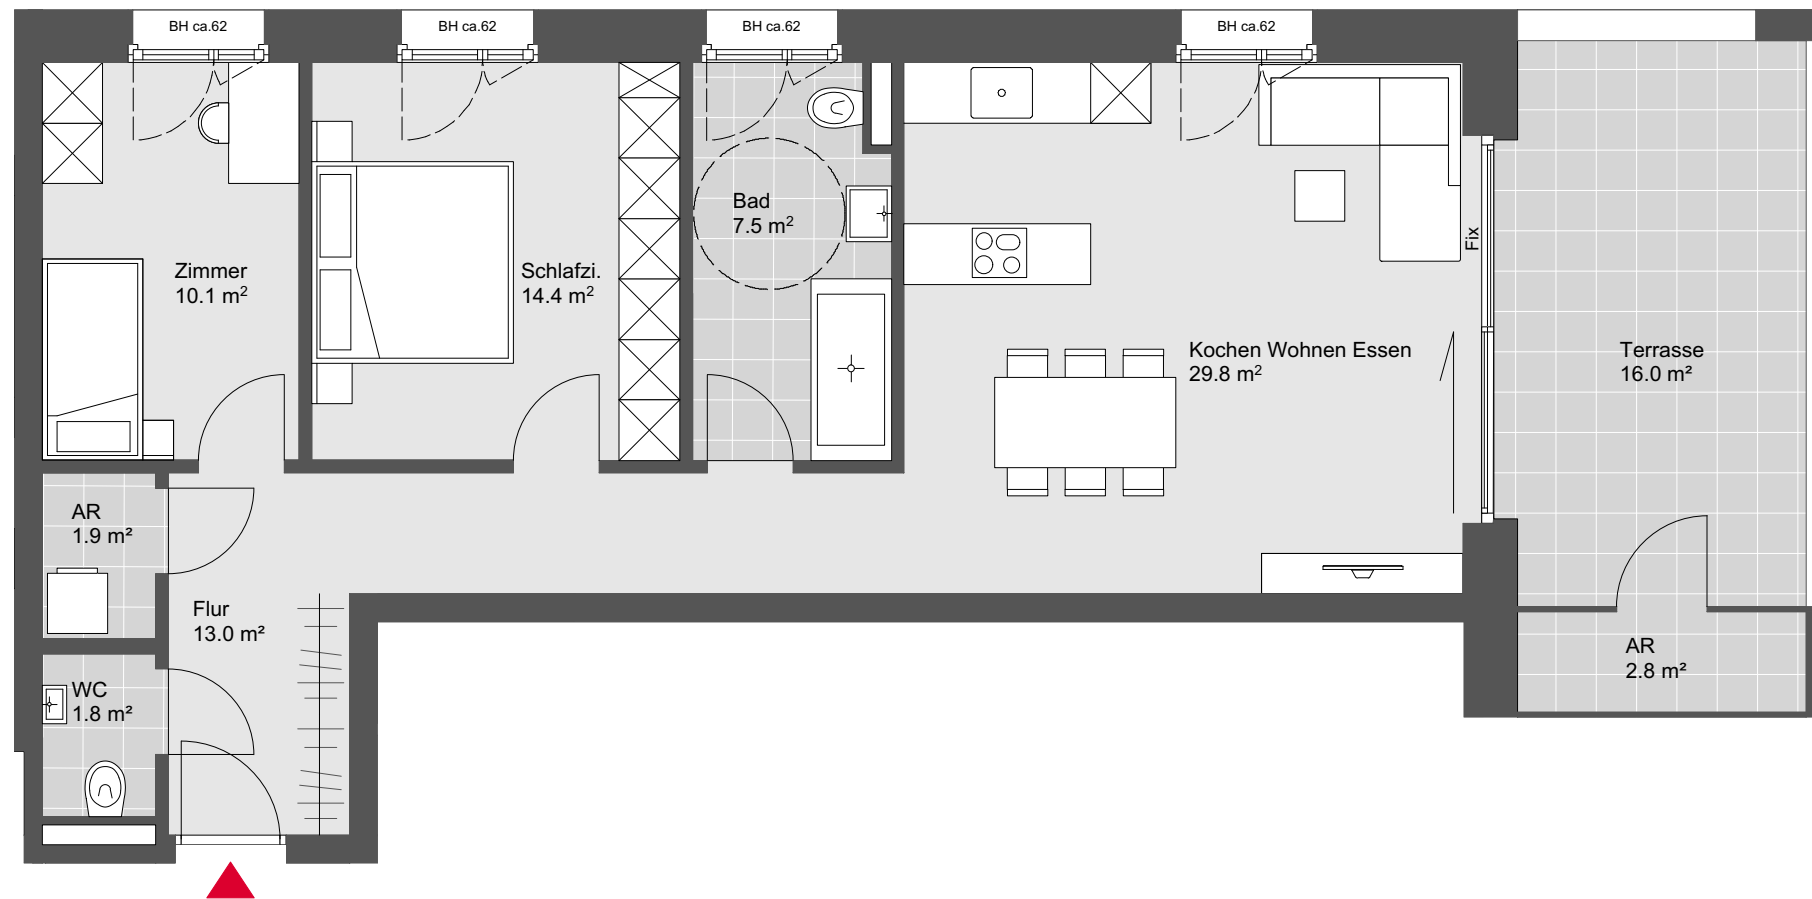 BH ca.62
BH ca.62
BH ca.62
BH ca.62
Zimmer
10.1 m²
Schlafzi.
14.4 m²
Bad
7.5 m²
Fix
Kochen Wohnen Essen
29.8 m²
Terrasse
16.0 m²
AR
1.9 m²
Flur
13.0 m²
WC
1.8 m²
AR
2.8 m²